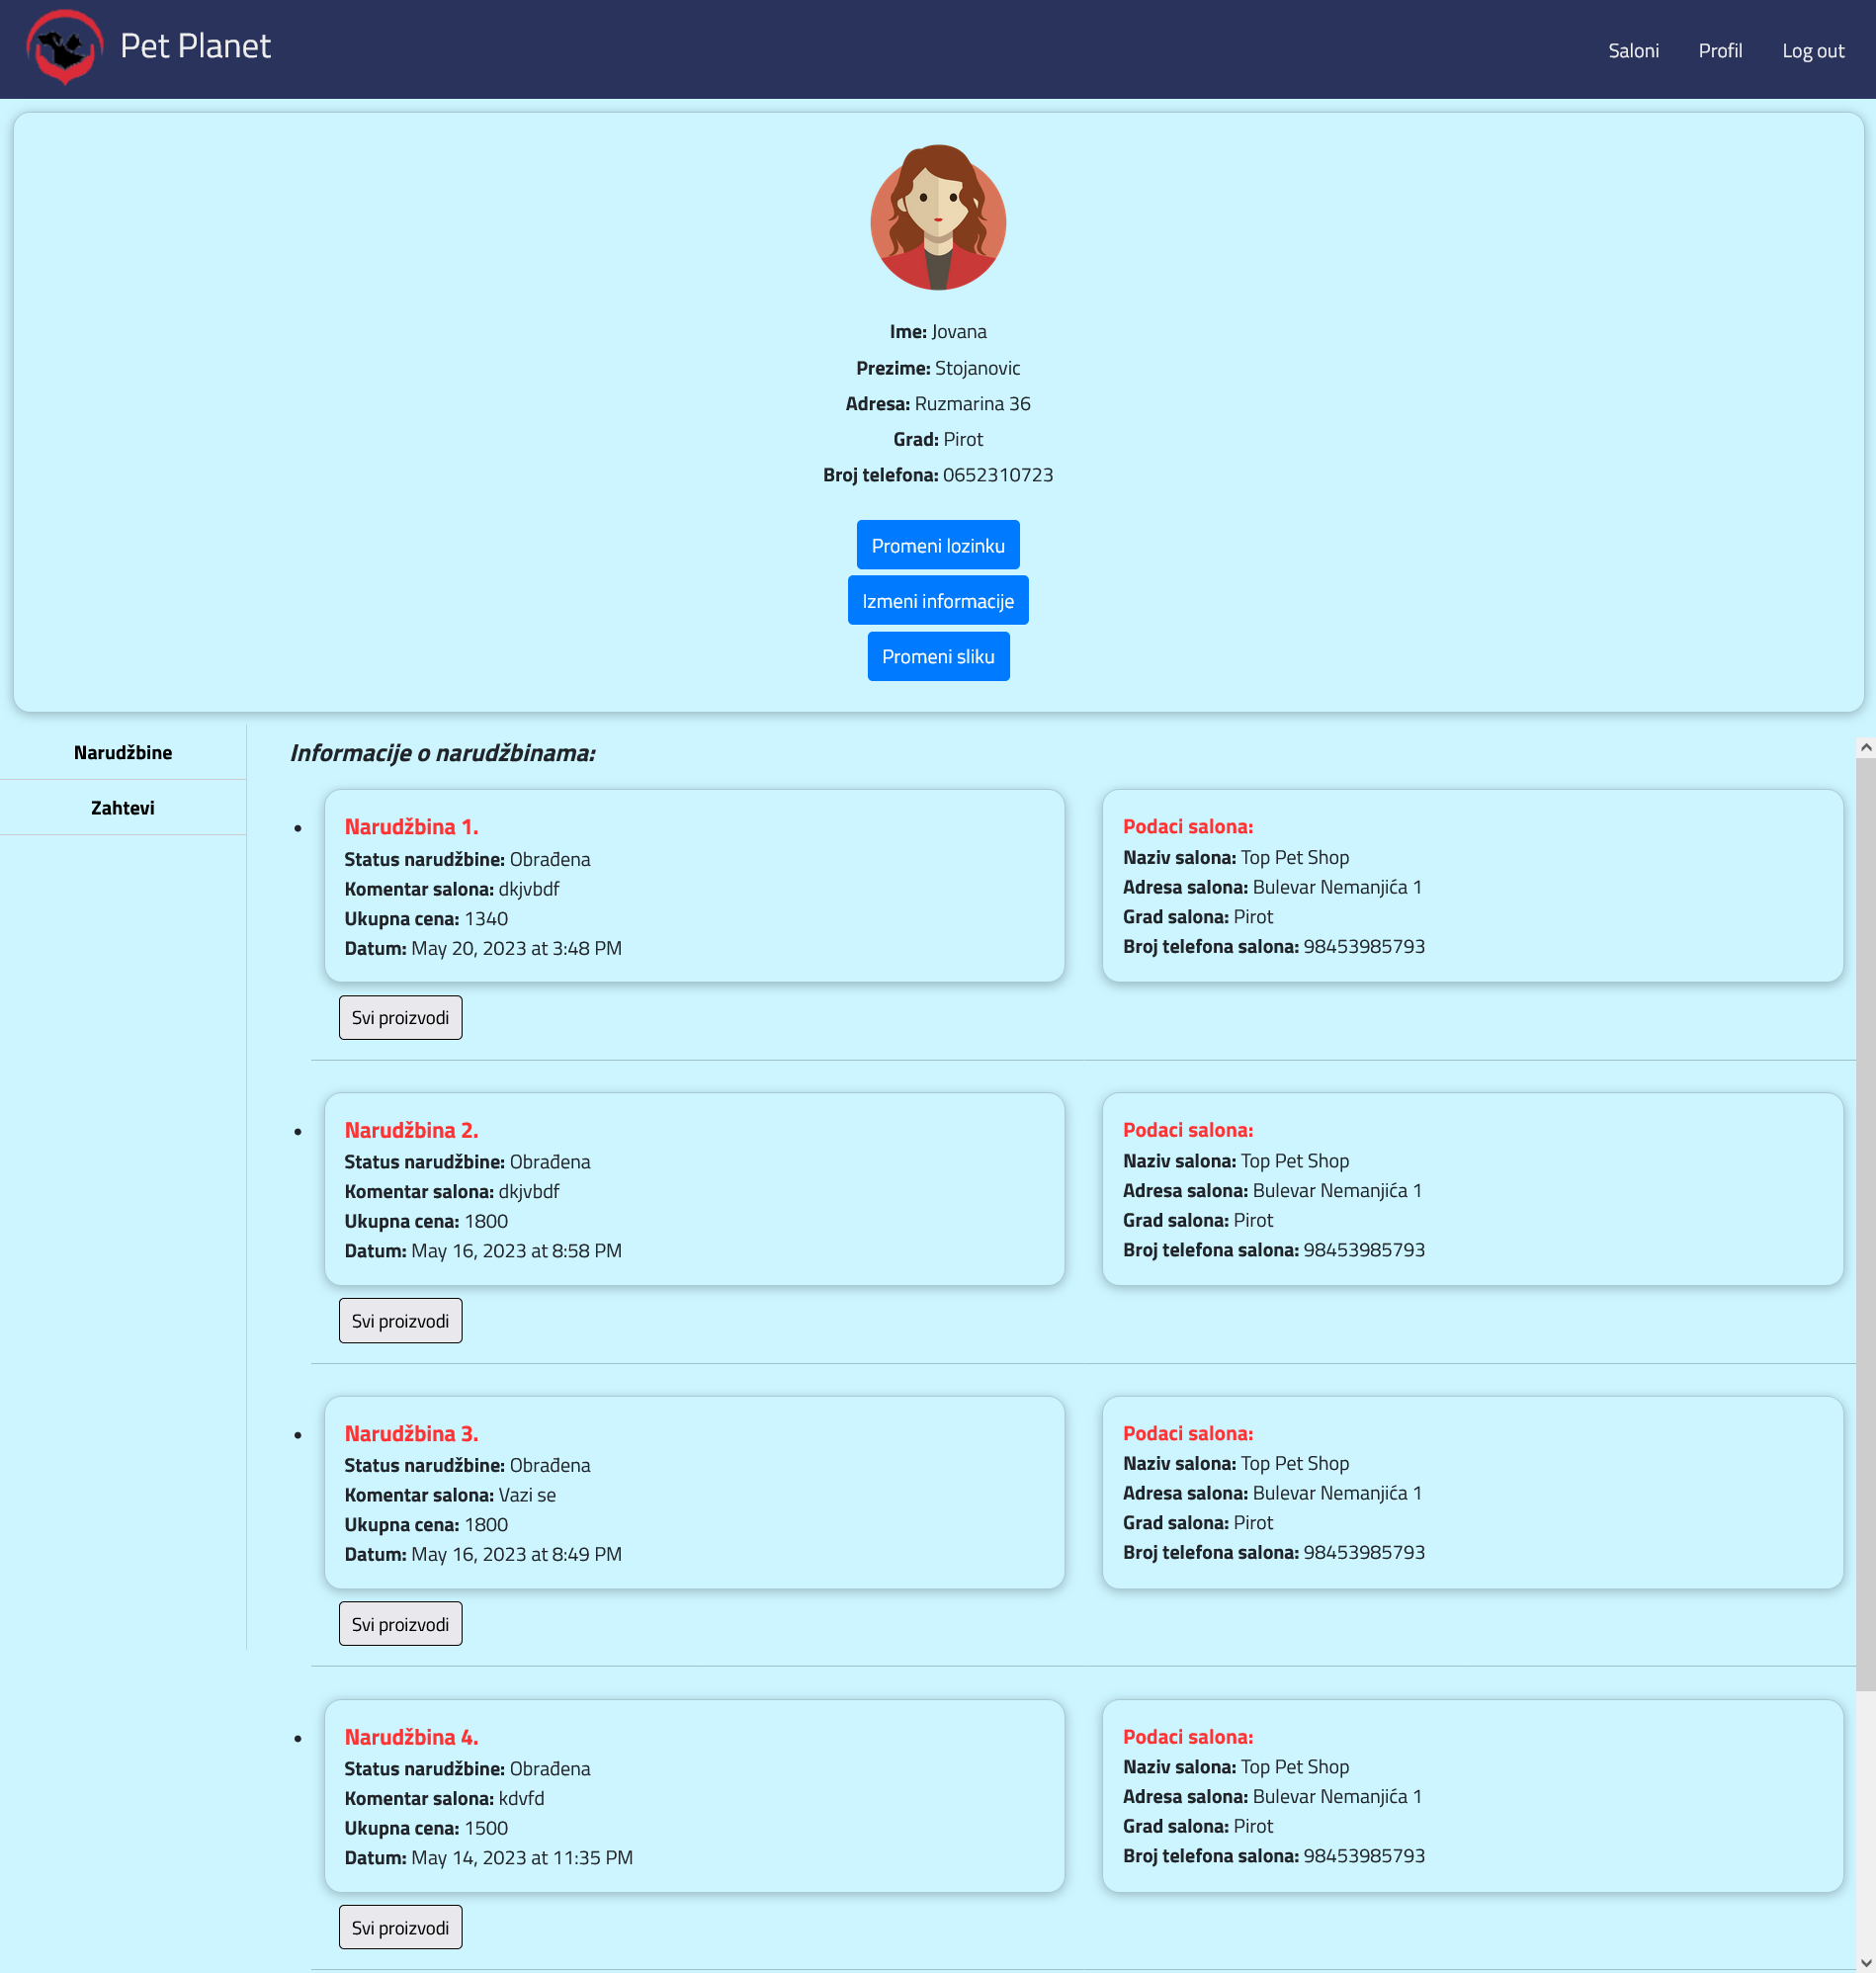 Pet Planet
Saloni
Profil
Log out
Ime: Jovana
Prezime: Stojanovic
Adresa: Ruzmarina 36
Grad: Pirot
Broj telefona: 0652310723
Promeni lozinku
Izmeni informacije
Promeni sliku
Narudžbine
Zahtevi
Informacije o narudžbinama:
Narudžbina 1.
Status narudžbine: Obrađena
Komentar salona: dkjvbdf
Ukupna cena: 1340
Datum: May 20, 2023 at 3:48 PM
Podaci salona:
Naziv salona: Top Pet Shop
Adresa salona: Bulevar Nemanjića 1
Grad salona: Pirot
Broj telefona salona: 98453985793
Svi proizvodi
Narudžbina 2.
Status narudžbine: Obrađena
Komentar salona: dkjvbdf
Ukupna cena: 1800
Datum: May 16, 2023 at 8:58 PM
Podaci salona:
Naziv salona: Top Pet Shop
Adresa salona: Bulevar Nemanjića 1
Grad salona: Pirot
Broj telefona salona: 98453985793
Svi proizvodi
Narudžbina 3.
Status narudžbine: Obrađena
Komentar salona: Vazi se
Ukupna cena: 1800
Datum: May 16, 2023 at 8:49 PM
Podaci salona:
Naziv salona: Top Pet Shop
Adresa salona: Bulevar Nemanjića 1
Grad salona: Pirot
Broj telefona salona: 98453985793
Svi proizvodi
Narudžbina 4.
Status narudžbine: Obrađena
Komentar salona: kdvfd
Ukupna cena: 1500
Datum: May 14, 2023 at 11:35 PM
Podaci salona:
Naziv salona: Top Pet Shop
Adresa salona: Bulevar Nemanjića 1
Grad salona: Pirot
Broj telefona salona: 98453985793
Svi proizvodi